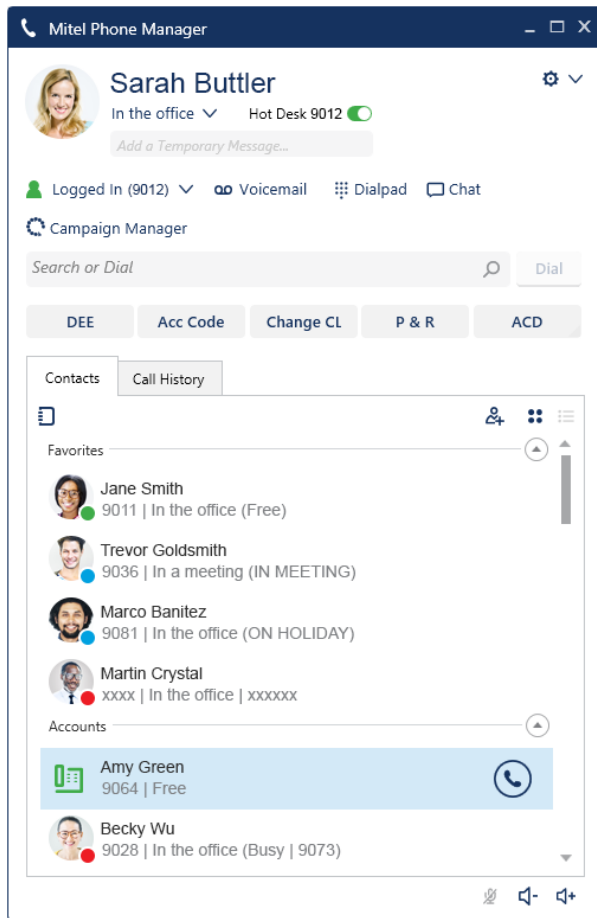 Mitel Phone Manager
Sarah Buttler
In the office Hot Desk 9012
Add a Temporary Message...
Logged In (9012) Voicemail Dialpad Chat
Campaign Manager
Search or Dial Dial
DEE Acc Code Change CL P & R ACD
Contacts Call History
Favorites
Jane Smith
9011 | In the office (Free)
Trevor Goldsmith
9036 | In a meeting (IN MEETING)
Marco Banitez
9081 | In the office (ON HOLIDAY)
Martin Crystal
xxxx | In the office | xxxxxx
Accounts
Amy Green
9064 | Free
Becky Wu
9028 | In the office (Busy | 9073)